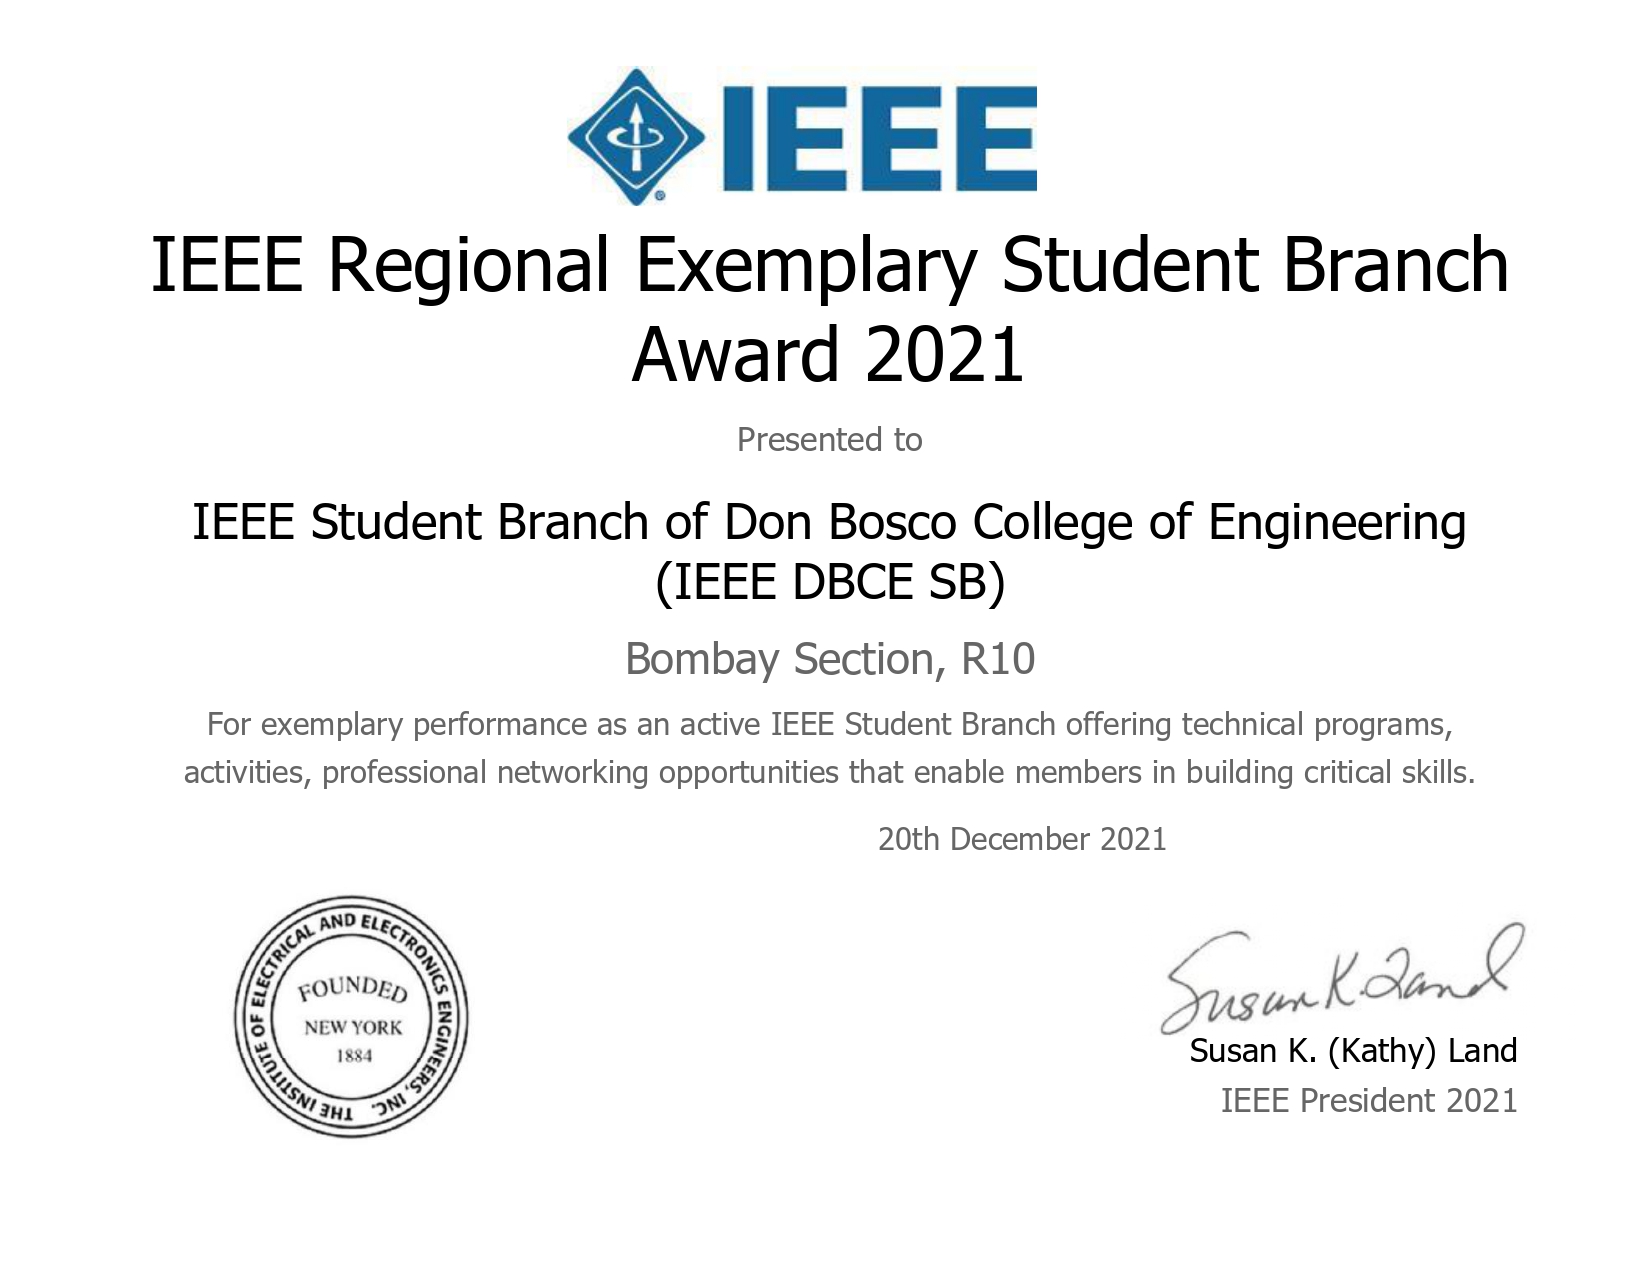 IEEE
IEEE Regional Exemplary Student Branch
Award 2021
Presented to
IEEE Student Branch of Don Bosco College of Engineering
(IEEE DBCE SB)
Bombay Section, R10
For exemplary performance as an active IEEE Student Branch offering technical programs,
activities, professional networking opportunities that enable members in building critical skills.
20th December 2021
THE INSTITUTE OF ELECTRICAL AND ELECTRONICS ENGINEERS, INC.
FOUNDED
NEW YORK
1884
Susan K. Land
Susan K. (Kathy) Land
IEEE President 2021